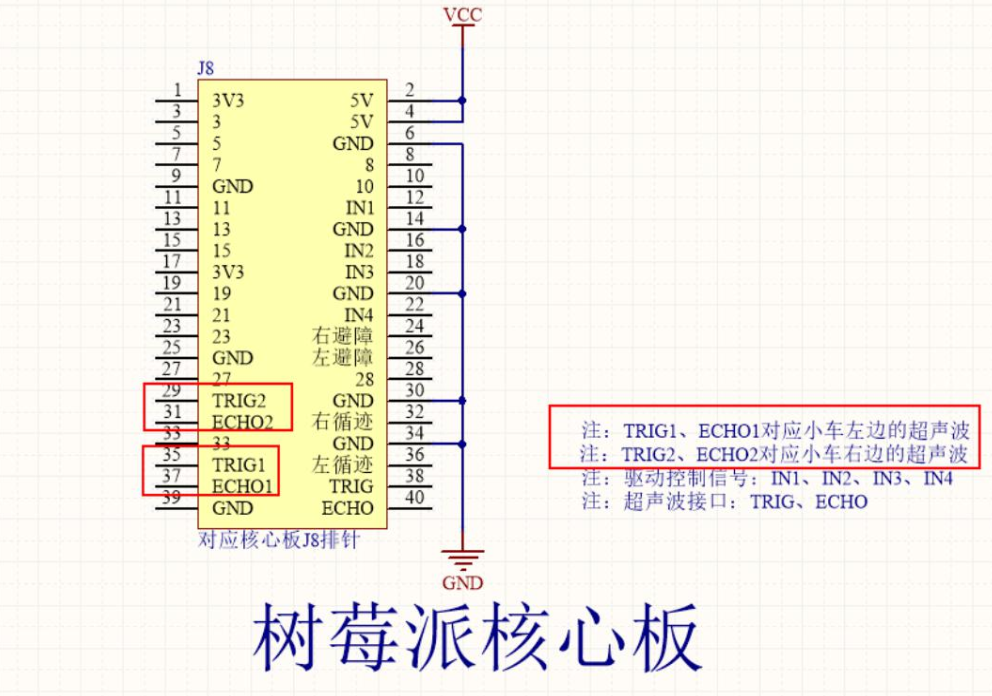 VCC
J8
1 3V3 5V 2
3 3 5V 4
5 5 GND 6
7 7 8 8
9 GND 10 10
11 11 IN1 12
13 13 GND 14
15 15 IN2 16
17 3V3 IN3 18
19 19 GND 20
21 21 IN4 22
23 23 右避障 24
25 GND 左避障 26
27 27 28 28
29 TRIG2 GND 30
31 ECHO2 右循迹 32
33 33 GND 34
35 TRIG1 左循迹 36
37 ECHO1 TRIG 38
39 GND ECHO 40
对应核心板J8排针
GND
注：TRIG1、ECHO1对应小车左边的超声波
注：TRIG2、ECHO2对应小车右边的超声波
注：驱动控制信号：IN1、IN2、IN3、IN4
注：超声波接口：TRIG、ECHO
树莓派核心板